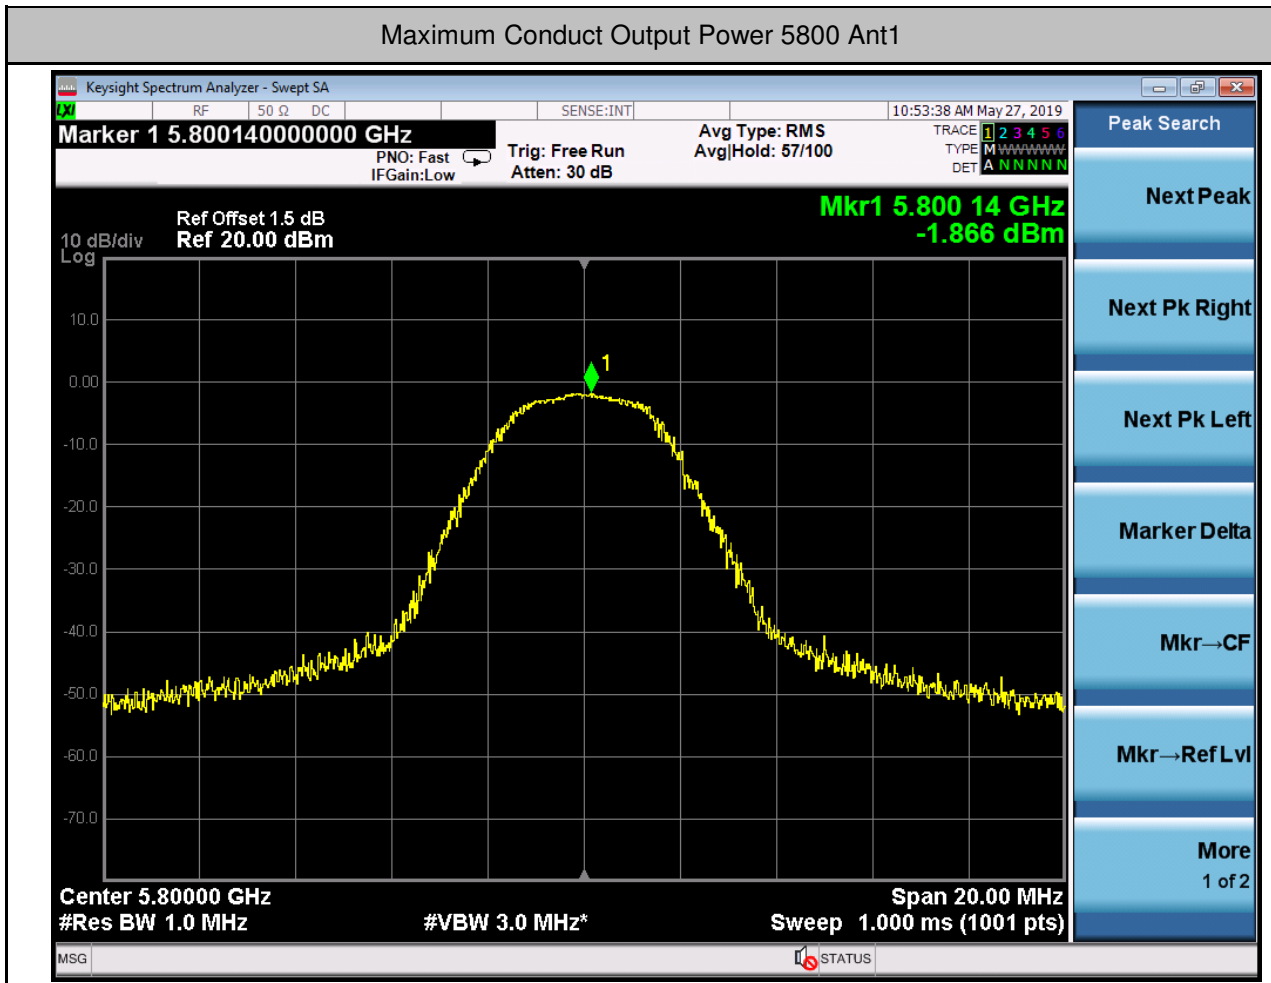 Maximum Conduct Output Power 5800 Ant1
Keysight Spectrum Analyzer - Swept SA
LXI RF 50 Ω DC SENSE:INT 10:53:38 AM May 27, 2019
Marker 1 5.800140000000 GHz
PNO: Fast
IFGain:Low
Trig: Free Run
Atten: 30 dB
Avg Type: RMS
Avg|Hold: 57/100
TRACE 1 2 3 4 5 6
TYPE M W W W W W
DET A N N N N N
Mkr1 5.800 14 GHz
-1.866 dBm
Ref Offset 1.5 dB
10 dB/div Ref 20.00 dBm
Log
10.0
0.00
-10.0
-20.0
-30.0
-40.0
-50.0
-60.0
-70.0
1
Center 5.80000 GHz Span 20.00 MHz
#Res BW 1.0 MHz #VBW 3.0 MHz* Sweep 1.000 ms (1001 pts)
MSG STATUS
Peak Search
Next Peak
Next Pk Right
Next Pk Left
Marker Delta
Mkr→CF
Mkr→Ref Lvl
More
1 of 2